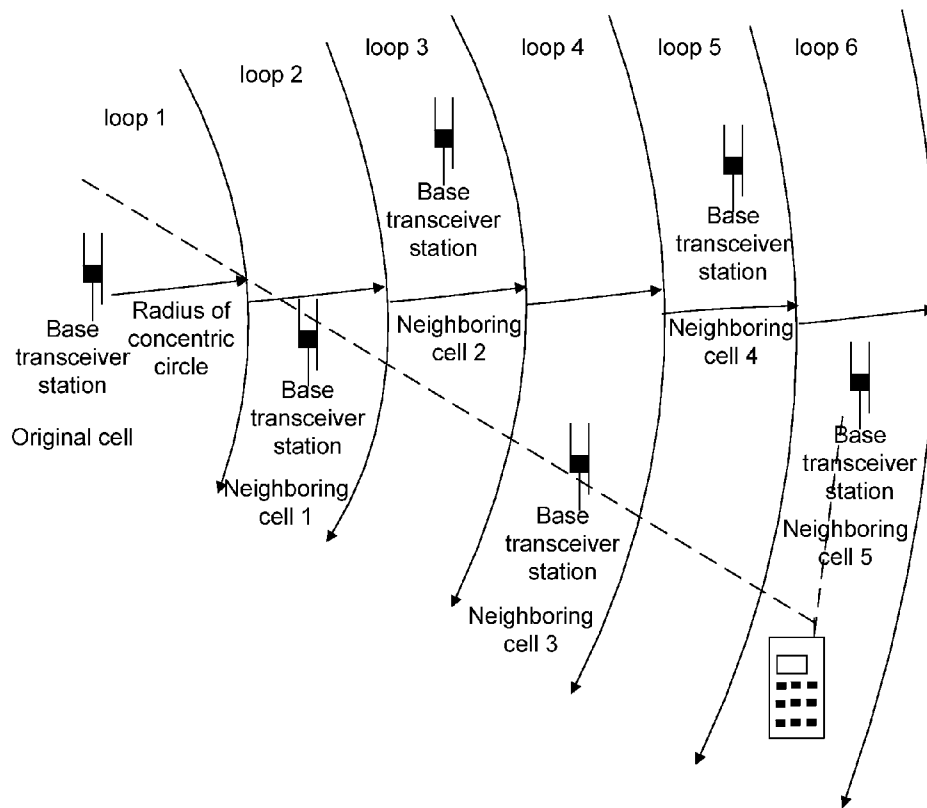 loop 1
loop 2
loop 3
loop 4
loop 5
loop 6
Base
transceiver
station
Original cell
Radius of
concentric
circle
Base
transceiver
station
Neighboring
cell 1
Base
transceiver
station
Neighboring
cell 2
Base
transceiver
station
Neighboring
cell 3
Base
transceiver
station
Neighboring
cell 4
Base
transceiver
station
Neighboring
cell 5